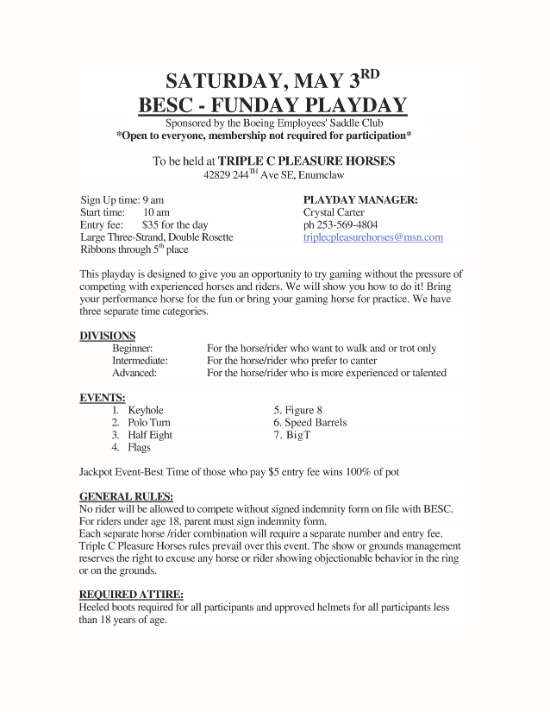 SATURDAY, MAY 3RD
BESC - FUNDAY PLAYDAY
Sponsored by the Boeing Employees' Saddle Club
*Open to everyone, membership not required for participation*
To be held at TRIPLE C PLEASURE HORSES
42829 244TH Ave SE, Enumclaw
Sign Up time: 9 am
Start time: 10 am
Entry fee: $35 for the day
Large Three-Strand, Double Rosette
Ribbons through 5th place
PLAYDAY MANAGER:
Crystal Carter
ph 253-569-4804
triplecpleasurehorses@msn.com
This playday is designed to give you an opportunity to try gaming without the pressure of
competing with experienced horses and riders. We will show you how to do it! Bring
your performance horse for the fun or bring your gaming horse for practice. We have
three separate time categories.
DIVISIONS
Beginner: For the horse/rider who want to walk and or trot only
Intermediate: For the horse/rider who prefer to canter
Advanced: For the horse/rider who is more experienced or talented
EVENTS:
1. Keyhole
2. Polo Turn
3. Half Eight
4. Flags
5. Figure 8
6. Speed Barrels
7. BigT
Jackpot Event-Best Time of those who pay $5 entry fee wins 100% of pot
GENERAL RULES:
No rider will be allowed to compete without signed indemnity form on file with BESC.
For riders under age 18, parent must sign indemnity form.
Each separate horse /rider combination will require a separate number and entry fee.
Triple C Pleasure Horses rules prevail over this event. The show or grounds management
reserves the right to excuse any horse or rider showing objectionable behavior in the ring
or on the grounds.
REQUIRED ATTIRE:
Heeled boots required for all participants and approved helmets for all participants less
than 18 years of age.